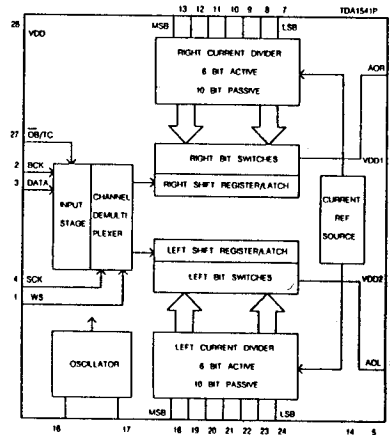 13 12 11 10 9 8 7
TDA1541P
28
VDD
MSB
LSB
RIGHT CURRENT DIVIDER
6 BIT ACTIVE
10 BIT PASSIVE
AOR
27
OB/TC
2
BCK
3
DATA
INPUT STAGE
CHANNEL DEMULTI PLEXER
RIGHT BIT SWITCHES
RIGHT SHIFT REGISTER/LATCH
VDD1
CURRENT REF SOURCE
LEFT SHIFT REGISTER/LATCH
LEFT BIT SWITCHES
4
SCK
1
WS
VDD2
OSCILLATOR
LEFT CURRENT DIVIDER
6 BIT ACTIVE
10 BIT PASSIVE
AOL
MSB
LSB
16 17 18 19 20 21 22 23 24 14 5